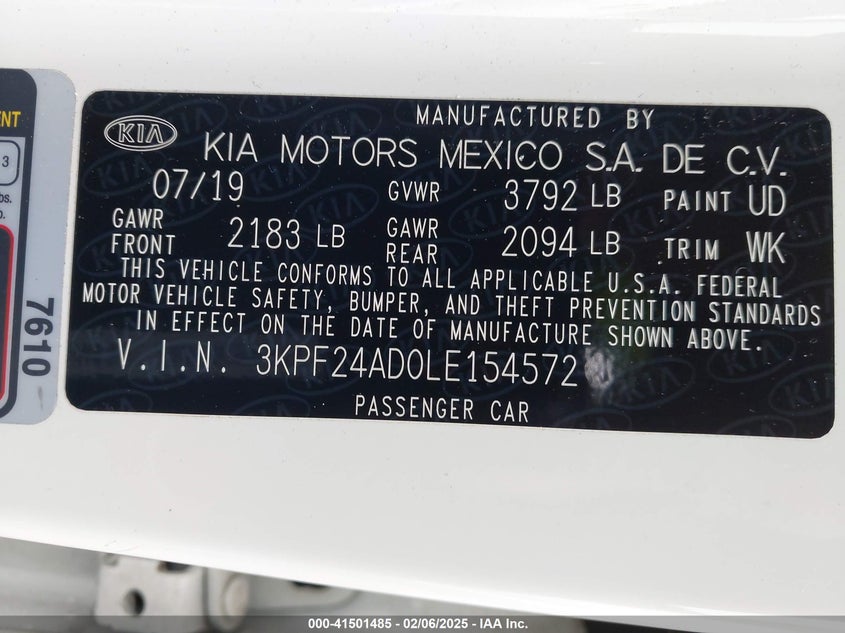 ENT
3
bs.
b.
7610
MANUFACTURED BY
KIA KIA MOTORS MEXICO S.A. DE C.V.
07/19 GVWR 3792 LB PAINT UD
GAWR FRONT 2183 LB GAWR REAR 2094 LB TRIM WK
THIS VEHICLE CONFORMS TO ALL APPLICABLE U.S.A. FEDERAL
MOTOR VEHICLE SAFETY, BUMPER, AND THEFT PREVENTION STANDARDS
IN EFFECT ON THE DATE OF MANUFACTURE SHOWN ABOVE.
V.I.N. 3KPF24AD0LE154572
PASSENGER CAR
000-41501485 - 02/06/2025 - IAA Inc.